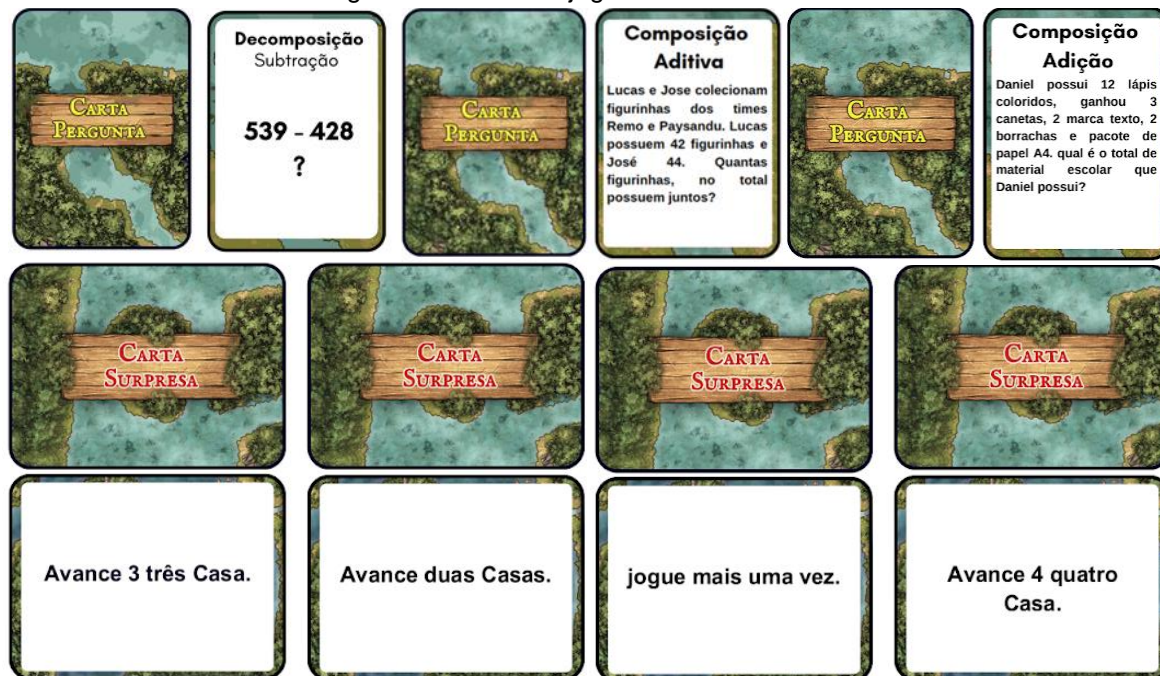 CARTA
PERGUNTA
Decomposição
Subtração
539 - 428
?
CARTA
PERGUNTA
Composição
Aditiva
Lucas e Jose colecionam
figurinhas dos times
Remo e Paysandu. Lucas
possuem 42 figurinhas e
José 44. Quantas
figurinhas, no total
possuem juntos?
CARTA
PERGUNTA
Composição
Adição
Daniel possui 12 lápis
coloridos, ganhou 3
canetas, 2 marca texto, 2
borrachas e pacote de
papel A4. qual é o total de
material escolar que
Daniel possui?
CARTA
SURPRESA
CARTA
SURPRESA
CARTA
SURPRESA
CARTA
SURPRESA
Avance 3 três Casa.
Avance duas Casas.
jogue mais uma vez.
Avance 4 quatro
Casa.